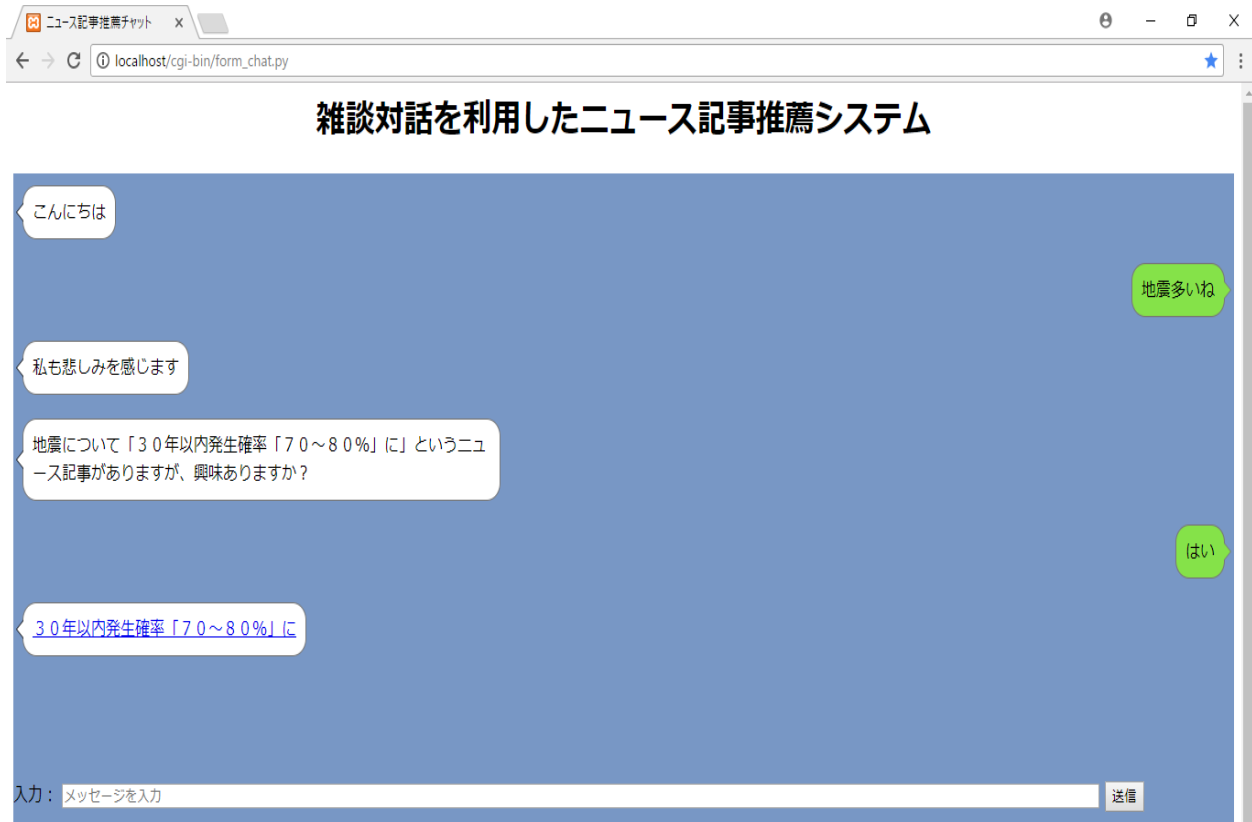 ニュース記事推薦チャット
localhost/cgi-bin/form_chat.py
雑談対話を利用したニュース記事推薦システム
こんにちは
地震多いね
私も悲しみを感じます
地震について「３０年以内発生確率「７０～８０％」に」というニュ
ース記事がありますが、興味ありますか？
はい
３０年以内発生確率「７０～８０％」に
入力： メッセージを入力 送信